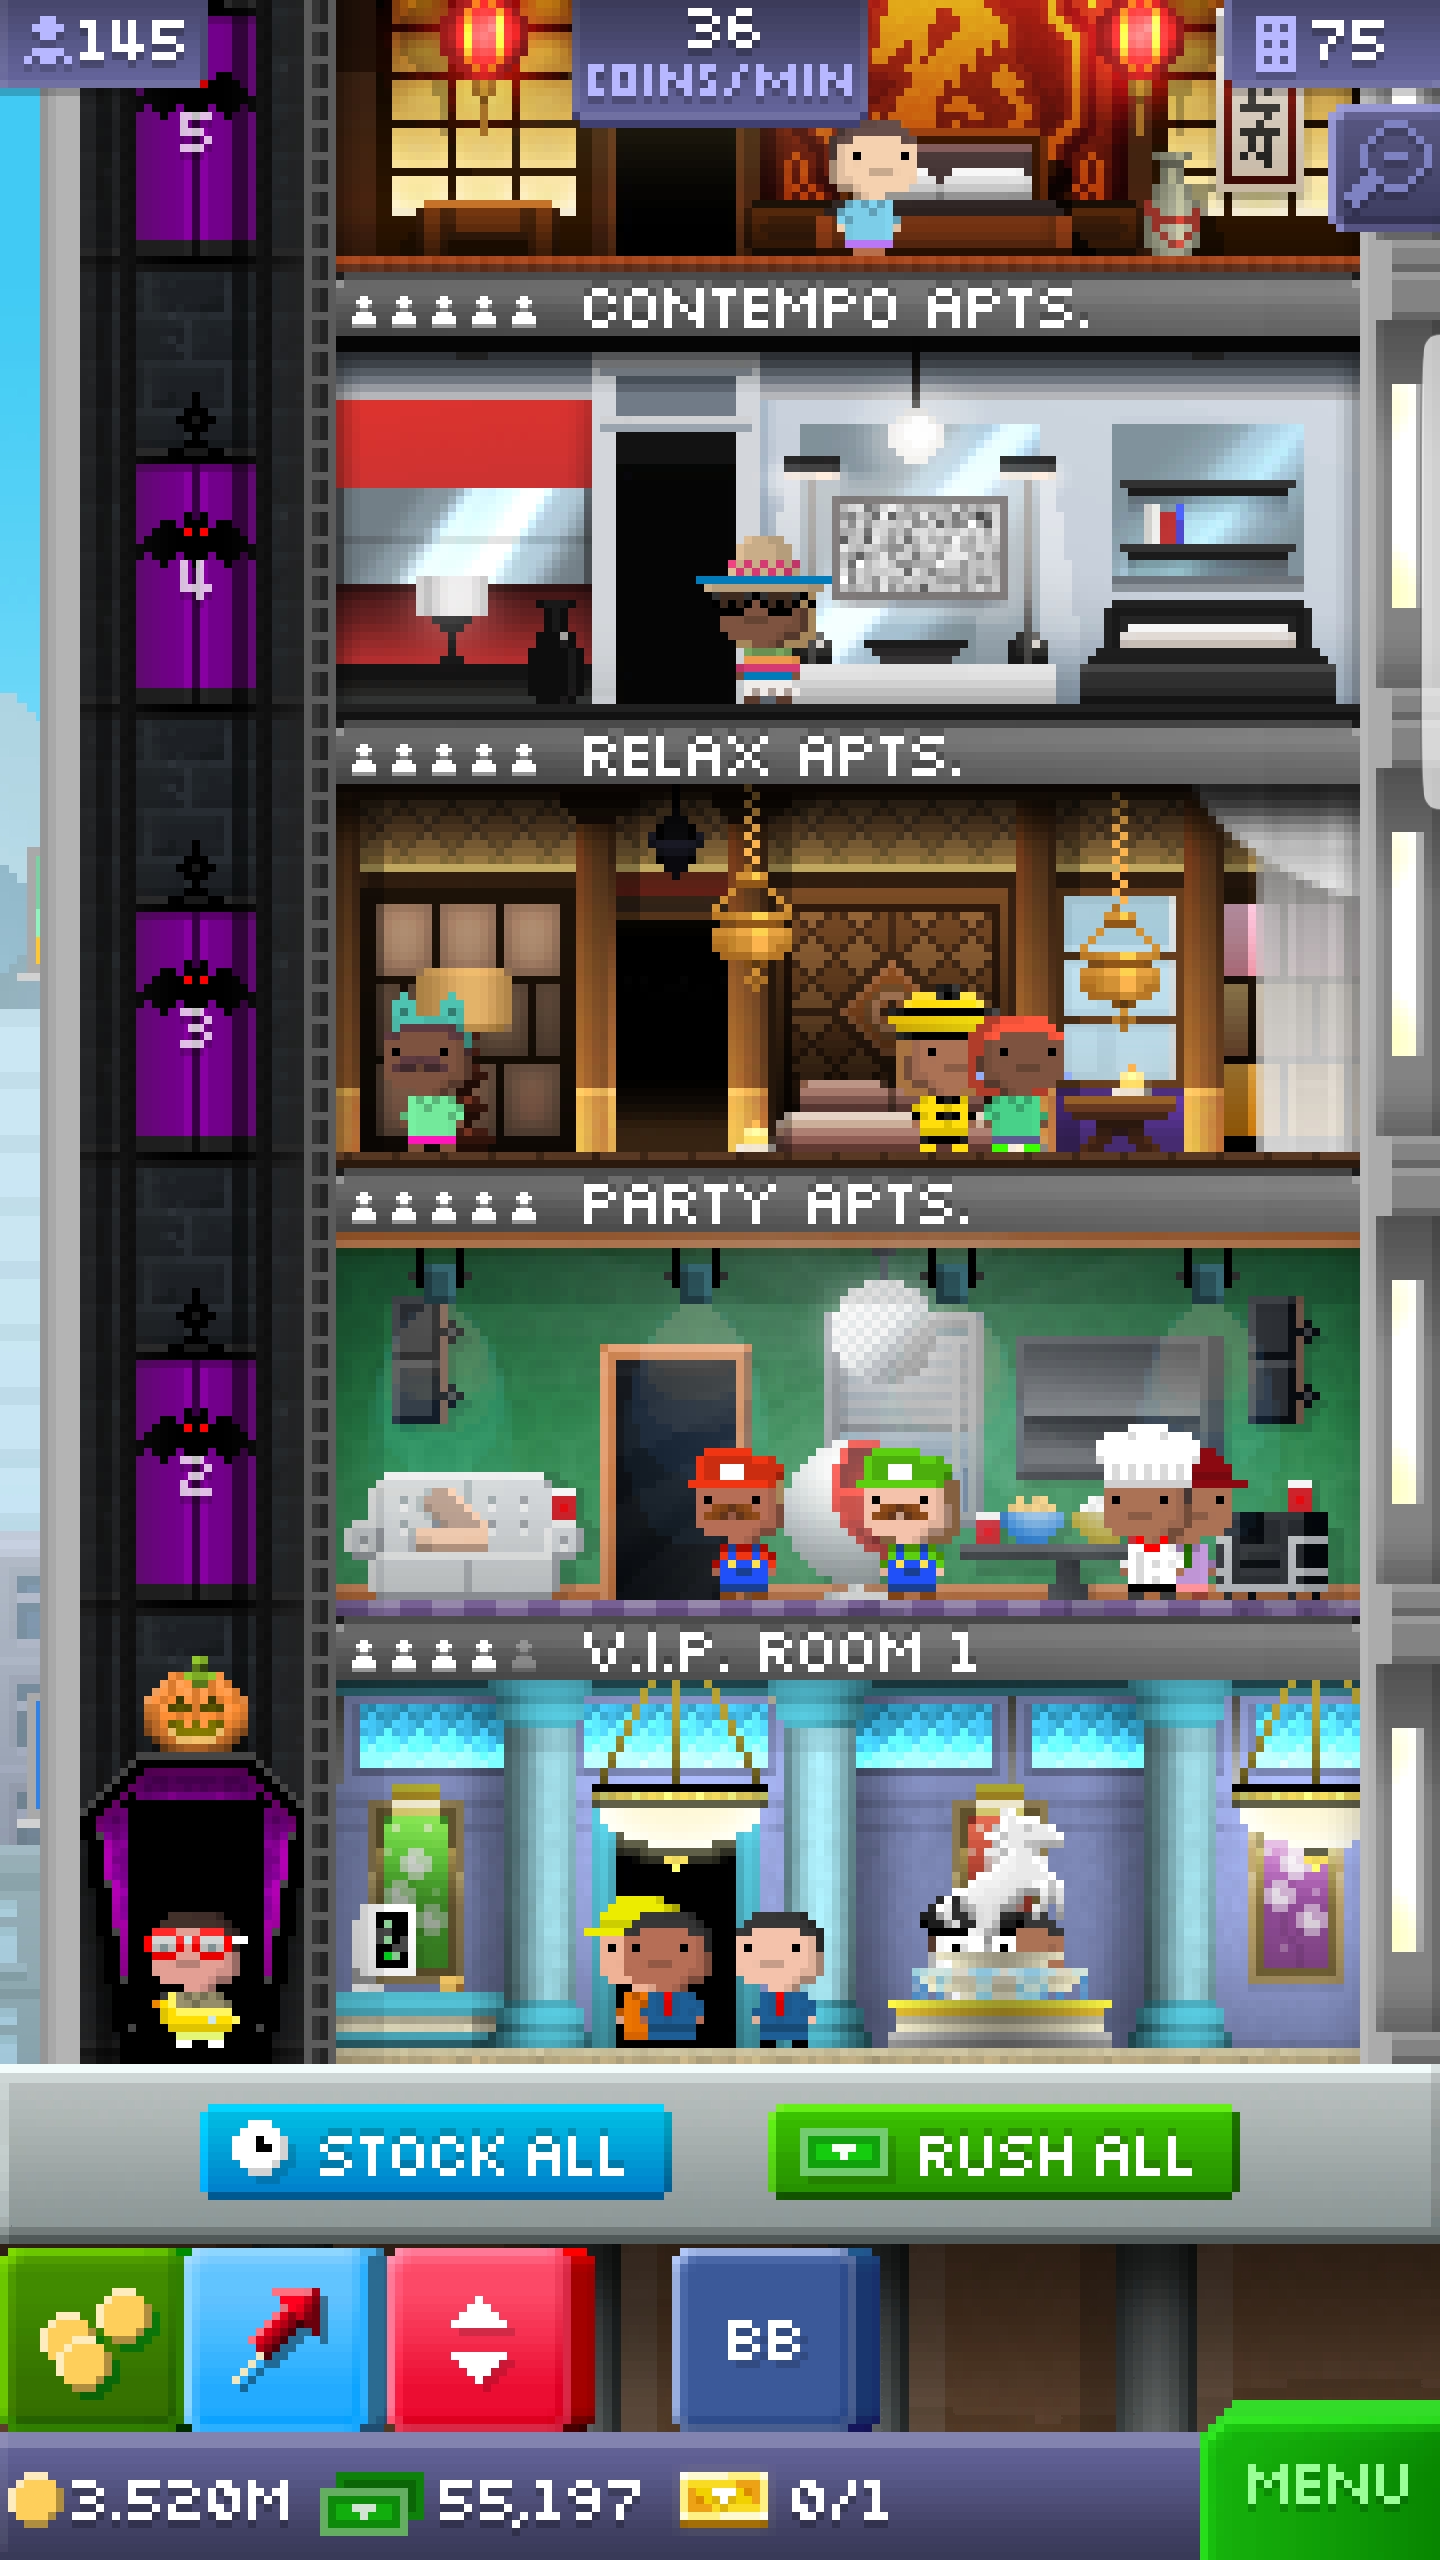 145
36
COINS/MIN
75
5
CONTEMPO APTS.
4
RELAX APTS.
3
PARTY APTS.
2
V.I.P. ROOM 1
STOCK ALL
RUSH ALL
BB
3.520M 55,197 0/1
MENU